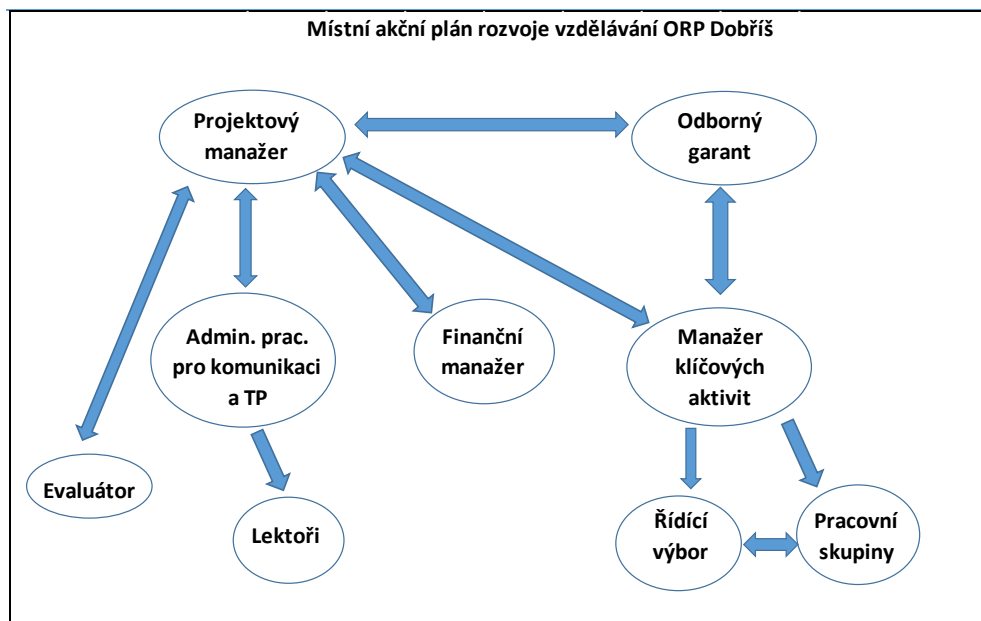 Místní akční plán rozvoje vzdělávání ORP Dobříš
Projektový
manažer
Odborný
garant
Admin. prac.
pro komunikaci
a TP
Finanční
manažer
Manažer
klíčových
aktivit
Evaluátor
Lektoři
Řídící
výbor
Pracovní
skupiny